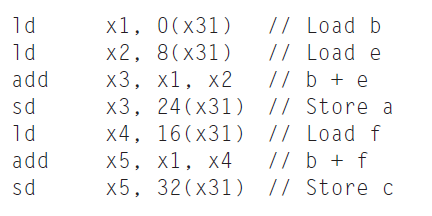 ld x1, 0(x31) // Load b
ld x2, 8(x31) // Load e
add x3, x1, x2 // b + e
sd x3, 24(x31) // Store a
ld x4, 16(x31) // Load f
add x5, x1, x4 // b + f
sd x5, 32(x31) // Store c